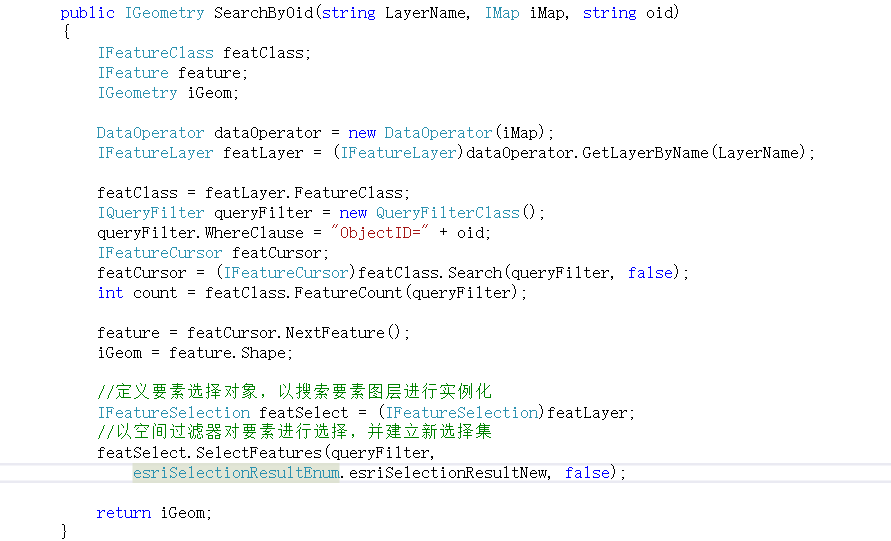 public IGeometry SearchByOid(string LayerName, IMap iMap, string oid)
{
IFeatureClass featClass;
IFeature feature;
IGeometry iGeom;
DataOperator dataOperator = new DataOperator(iMap);
IFeatureLayer featLayer = (IFeatureLayer)dataOperator.GetLayerByName(LayerName);
featClass = featLayer.FeatureClass;
IQueryFilter queryFilter = new QueryFilterClass();
queryFilter.WhereClause = "ObjectID=" + oid;
IFeatureCursor featCursor;
featCursor = (IFeatureCursor)featClass.Search(queryFilter, false);
int count = featClass.FeatureCount(queryFilter);
feature = featCursor.NextFeature();
iGeom = feature.Shape;
//定义要素选择对象，以搜索要素图层进行实例化
IFeatureSelection featSelect = (IFeatureSelection)featLayer;
//以空间过滤器对要素进行选择，并建立新选择集
featSelect.SelectFeatures(queryFilter,
esriSelectionResultEnum.esriSelectionResultNew, false);
return iGeom;
}